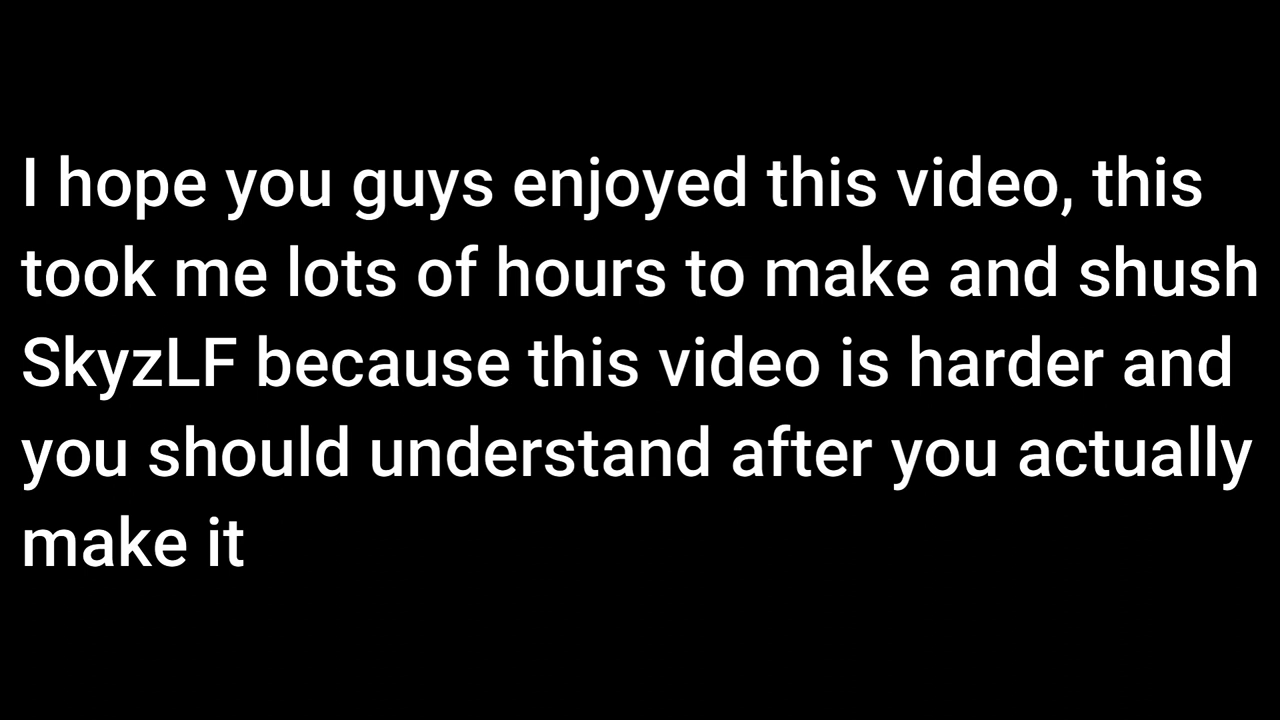 I hope you guys enjoyed this video, this
took me lots of hours to make and shush
SkyzLF because this video is harder and
you should understand after you actually
make it